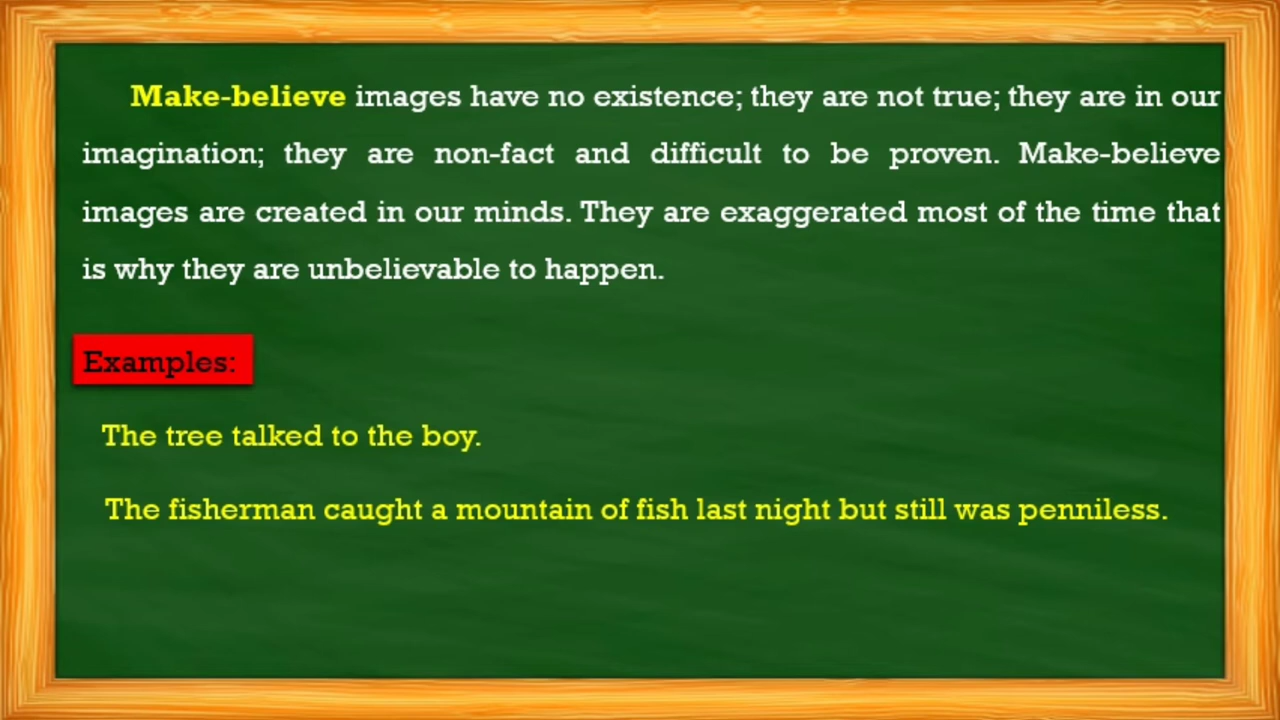 Make-believe images have no existence; they are not true; they are in our
imagination; they are non-fact and difficult to be proven. Make-believe
images are created in our minds. They are exaggerated most of the time that
is why they are unbelievable to happen.
Examples:
The tree talked to the boy.
The fisherman caught a mountain of fish last night but still was penniless.